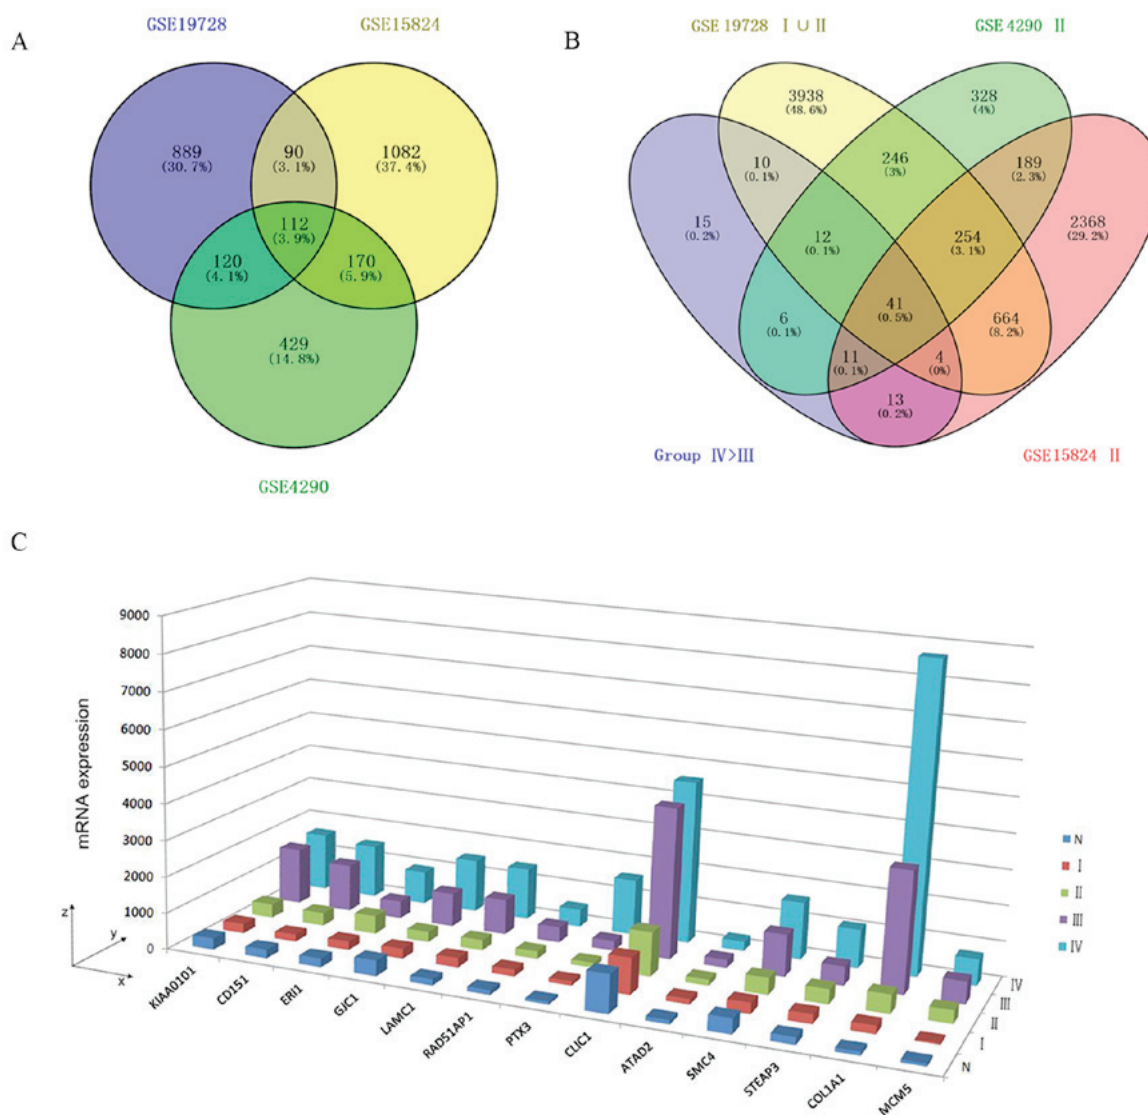 A
GSE19728
GSE15824
889
(30.7%)
90
(3.1%)
1082
(37.4%)
112
(3.9%)
120
(4.1%)
170
(5.9%)
429
(14.8%)
GSE4290
B
GSE19728 Ⅰ∪Ⅱ
GSE4290 Ⅱ
3938
(48.6%)
328
(4%)
10
(0.1%)
246
(3%)
189
(2.3%)
15
(0.2%)
12
(0.1%)
254
(3.1%)
2368
(29.2%)
6
(0.1%)
41
(0.5%)
664
(8.2%)
11
(0.1%)
4
(0%)
13
(0.2%)
Group Ⅳ>Ⅲ
GSE15824 Ⅱ
C
mRNA expression
9000
8000
7000
6000
5000
4000
3000
2000
1000
0
z
y
x
KIAA0101
CD151
ERI1
GJC1
LAMC1
RAD51AP1
PTX3
CLIC1
ATAD2
SMC4
STEAP3
COL1A1
MCM5
N
Ⅰ
Ⅱ
Ⅲ
Ⅳ
N
Ⅰ
Ⅱ
Ⅲ
Ⅳ